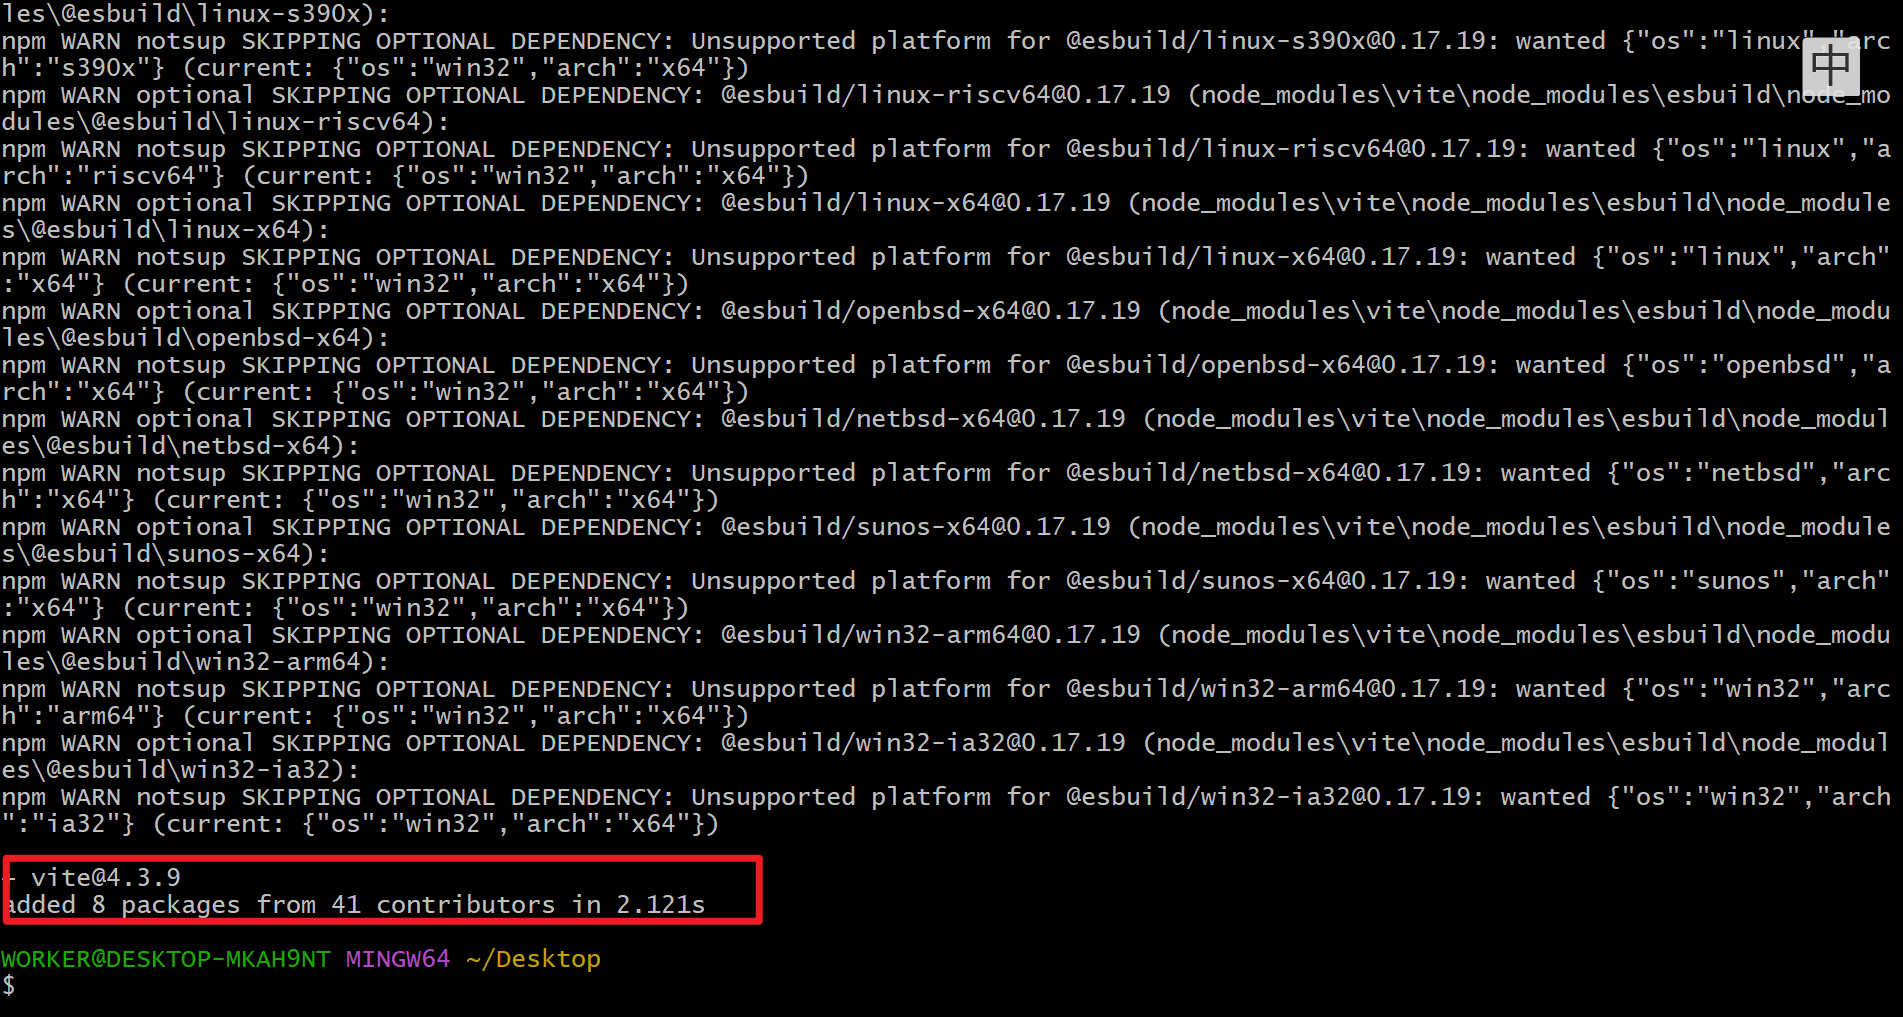 les\@esbuild\linux-s390x):
npm WARN notsup SKIPPING OPTIONAL DEPENDENCY: Unsupported platform for @esbuild/linux-s390x@0.17.19: wanted {"os":"linux","arc
h":"s390x"} (current: {"os":"win32","arch":"x64"})
中
npm WARN optional SKIPPING OPTIONAL DEPENDENCY: @esbuild/linux-riscv64@0.17.19 (node_modules\vite\node_modules\esbuild\node_mo
dules\@esbuild\linux-riscv64):
npm WARN notsup SKIPPING OPTIONAL DEPENDENCY: Unsupported platform for @esbuild/linux-riscv64@0.17.19: wanted {"os":"linux","a
rch":"riscv64"} (current: {"os":"win32","arch":"x64"})
npm WARN optional SKIPPING OPTIONAL DEPENDENCY: @esbuild/linux-x64@0.17.19 (node_modules\vite\node_modules\esbuild\node_module
s\@esbuild\linux-x64):
npm WARN notsup SKIPPING OPTIONAL DEPENDENCY: Unsupported platform for @esbuild/linux-x64@0.17.19: wanted {"os":"linux","arch"
:"x64"} (current: {"os":"win32","arch":"x64"})
npm WARN optional SKIPPING OPTIONAL DEPENDENCY: @esbuild/openbsd-x64@0.17.19 (node_modules\vite\node_modules\esbuild\node_modu
les\@esbuild\openbsd-x64):
npm WARN notsup SKIPPING OPTIONAL DEPENDENCY: Unsupported platform for @esbuild/openbsd-x64@0.17.19: wanted {"os":"openbsd","a
rch":"x64"} (current: {"os":"win32","arch":"x64"})
npm WARN optional SKIPPING OPTIONAL DEPENDENCY: @esbuild/netbsd-x64@0.17.19 (node_modules\vite\node_modules\esbuild\node_modul
es\@esbuild\netbsd-x64):
npm WARN notsup SKIPPING OPTIONAL DEPENDENCY: Unsupported platform for @esbuild/netbsd-x64@0.17.19: wanted {"os":"netbsd","arc
h":"x64"} (current: {"os":"win32","arch":"x64"})
npm WARN optional SKIPPING OPTIONAL DEPENDENCY: @esbuild/sunos-x64@0.17.19 (node_modules\vite\node_modules\esbuild\node_module
s\@esbuild\sunos-x64):
npm WARN notsup SKIPPING OPTIONAL DEPENDENCY: Unsupported platform for @esbuild/sunos-x64@0.17.19: wanted {"os":"sunos","arch"
:"x64"} (current: {"os":"win32","arch":"x64"})
npm WARN optional SKIPPING OPTIONAL DEPENDENCY: @esbuild/win32-arm64@0.17.19 (node_modules\vite\node_modules\esbuild\node_modu
les\@esbuild\win32-arm64):
npm WARN notsup SKIPPING OPTIONAL DEPENDENCY: Unsupported platform for @esbuild/win32-arm64@0.17.19: wanted {"os":"win32","arc
h":"arm64"} (current: {"os":"win32","arch":"x64"})
npm WARN optional SKIPPING OPTIONAL DEPENDENCY: @esbuild/win32-ia32@0.17.19 (node_modules\vite\node_modules\esbuild\node_modul
es\@esbuild\win32-ia32):
npm WARN notsup SKIPPING OPTIONAL DEPENDENCY: Unsupported platform for @esbuild/win32-ia32@0.17.19: wanted {"os":"win32","arch
":"ia32"} (current: {"os":"win32","arch":"x64"})
+ vite@4.3.9
added 8 packages from 41 contributors in 2.121s
WORKER@DESKTOP-MKAH9NT MINGW64 ~/Desktop
$